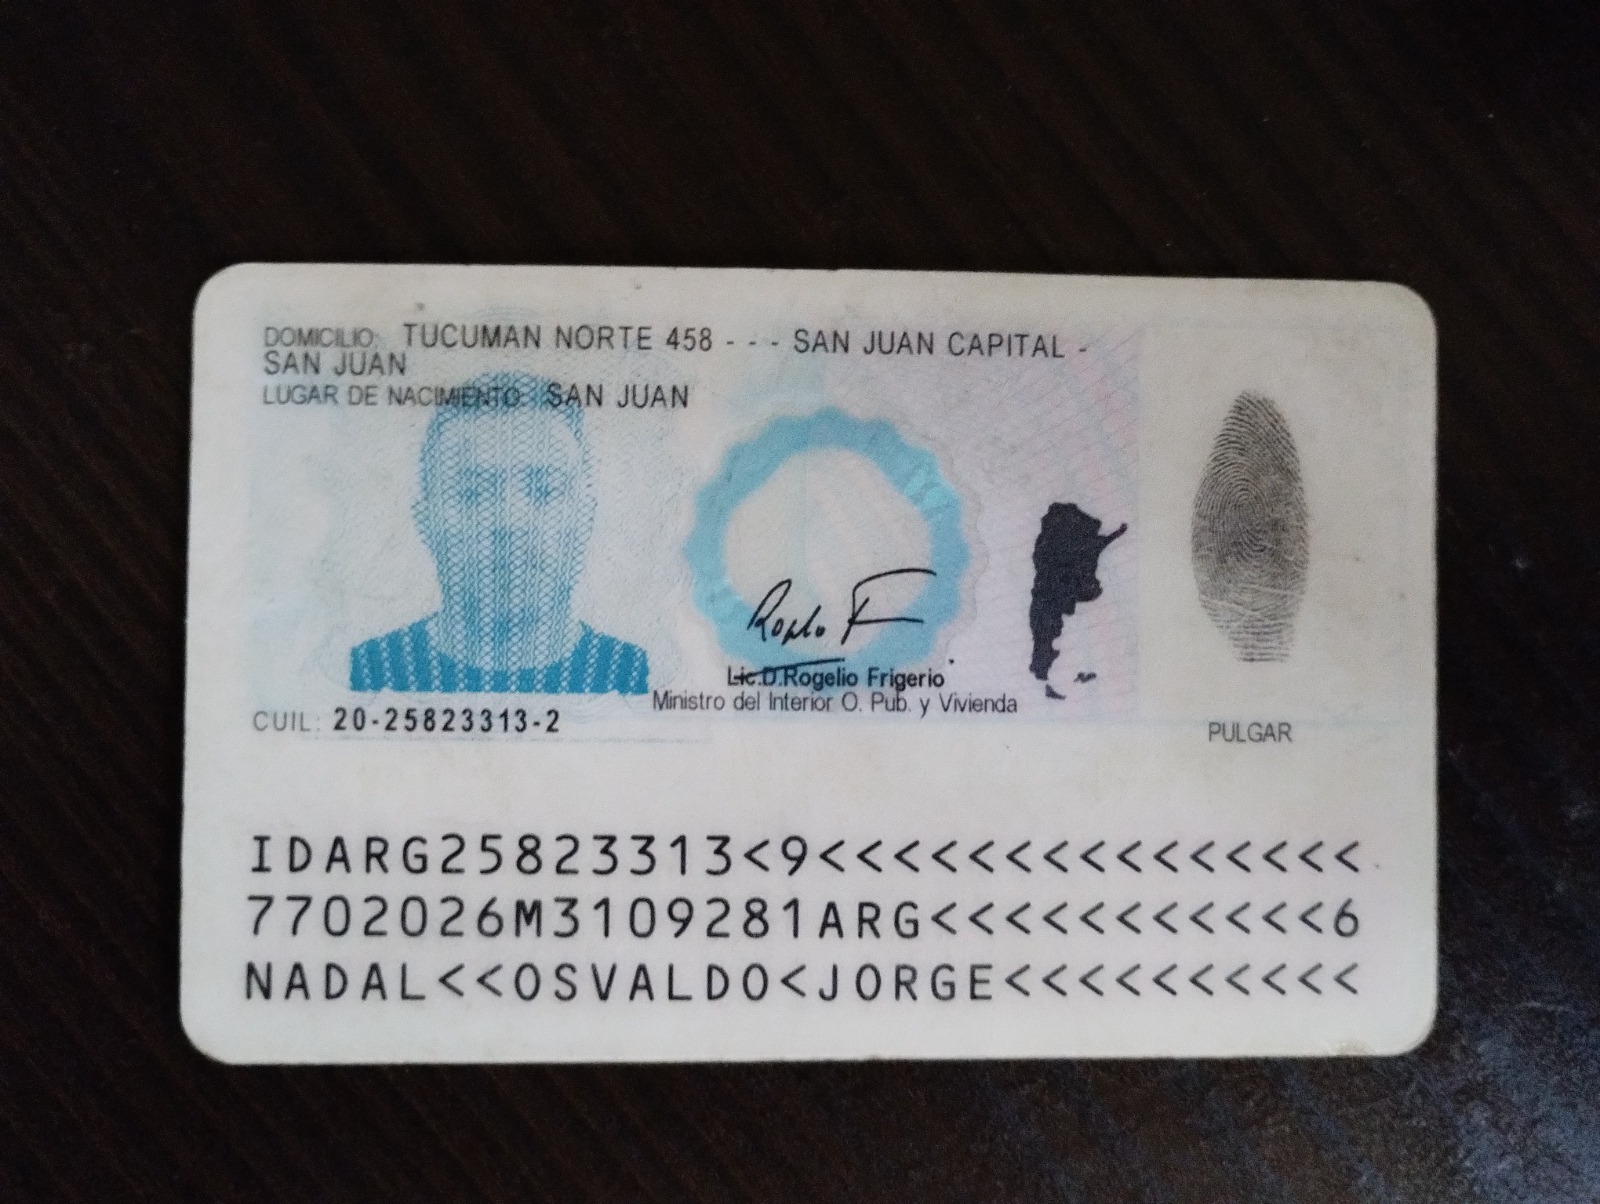 DOMICILIO: TUCUMAN NORTE 458 - - - SAN JUAN CAPITAL -
SAN JUAN
LUGAR DE NACIMIENTO: SAN JUAN
Lic.D.Rogelio Frigerio
Ministro del Interior O. Pub. y Vivienda
CUIL: 20-25823313-2
PULGAR
IDARG25823313<9<<<<<<<<<<<<<<<
7702026M3109281ARG<<<<<<<<<<<6
NADAL<<OSVALDO<JORGE<<<<<<<<<<